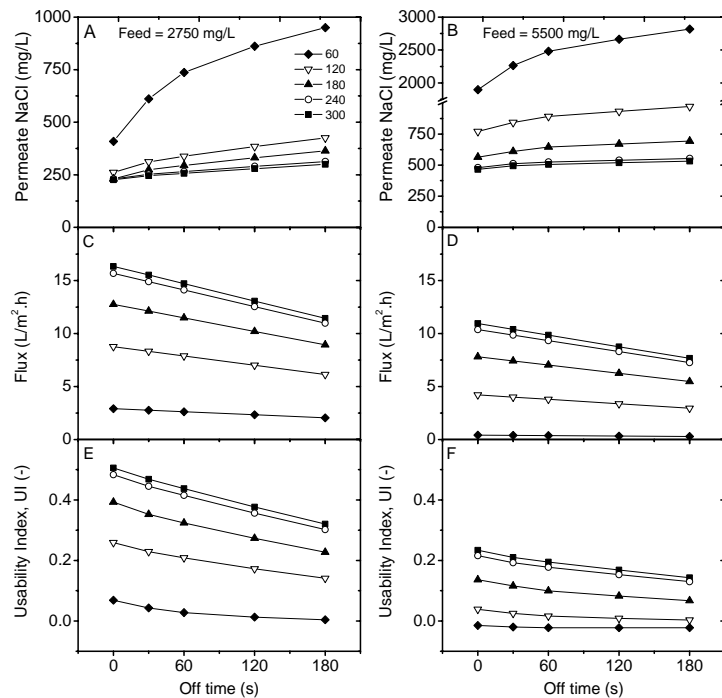 A
Feed = 2750 mg/L
60
120
180
240
300
1000
750
500
250
0
Permeate NaCl (mg/L)
B
Feed = 5500 mg/L
3000
2500
2000
750
500
250
0
Permeate NaCl (mg/L)
C
15
10
5
0
Flux (L/m².h)
D
15
10
5
0
Flux (L/m².h)
E
0.4
0.2
0.0
Usability Index, UI (-)
0 60 120 180
Off time (s)
F
0.4
0.2
0.0
Usability Index, UI (-)
0 60 120 180
Off time (s)